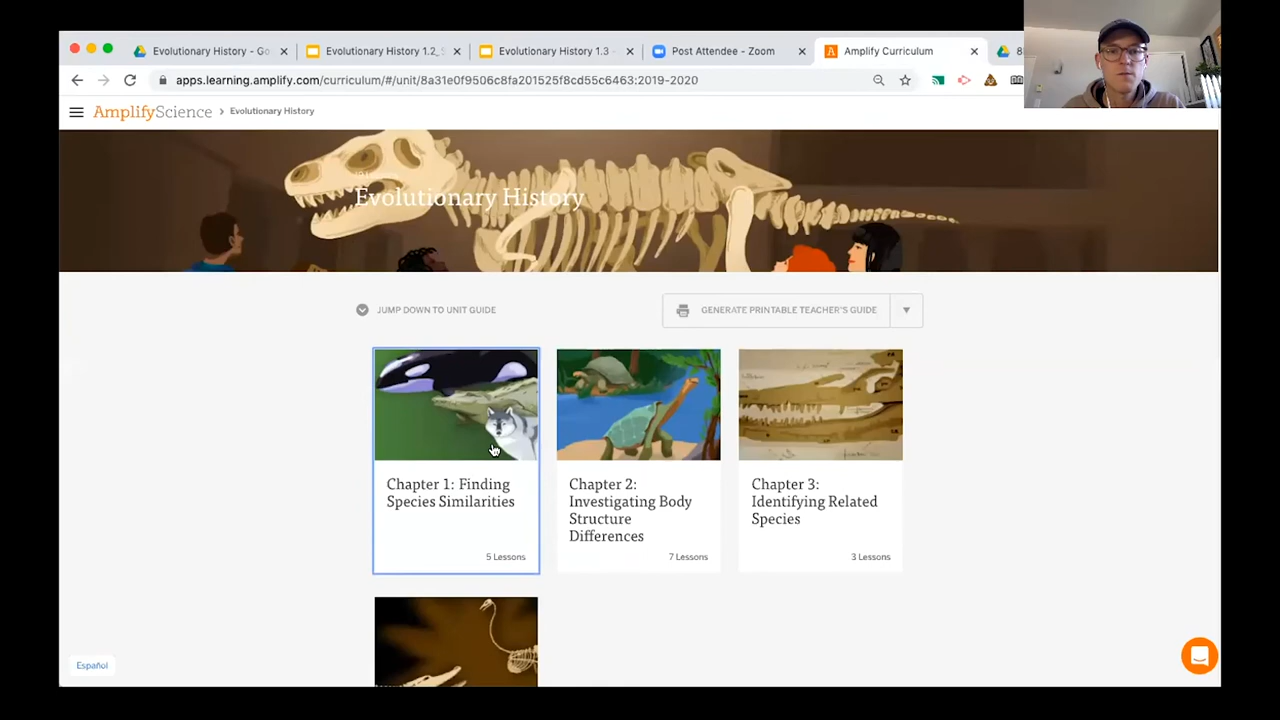 Evolutionary History - Go
Evolutionary History 1.2_
Evolutionary History 1.3
Post Attendee - Zoom
Amplify Curriculum
apps.learning.amplify.com/curriculum/#/unit/8a31e0f9506c8fa201525f8cd55c6463:2019-2020
AmplifyScience > Evolutionary History
Evolutionary History
JUMP DOWN TO UNIT GUIDE
GENERATE PRINTABLE TEACHER'S GUIDE
Chapter 1: Finding
Species Similarities
5 Lessons
Chapter 2:
Investigating Body
Structure
Differences
7 Lessons
Chapter 3:
Identifying Related
Species
3 Lessons
Español